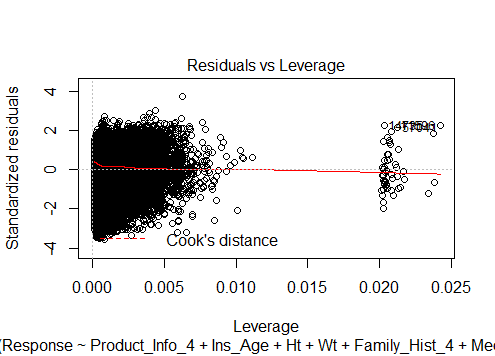 Residuals vs Leverage
Standardized residuals
4
2
0
-2
-4
Cook's distance
0.000 0.005 0.010 0.015 0.020 0.025
Leverage
(Response ~ Product_Info_4 + Ins_Age + Ht + Wt + Family_Hist_4 + Med